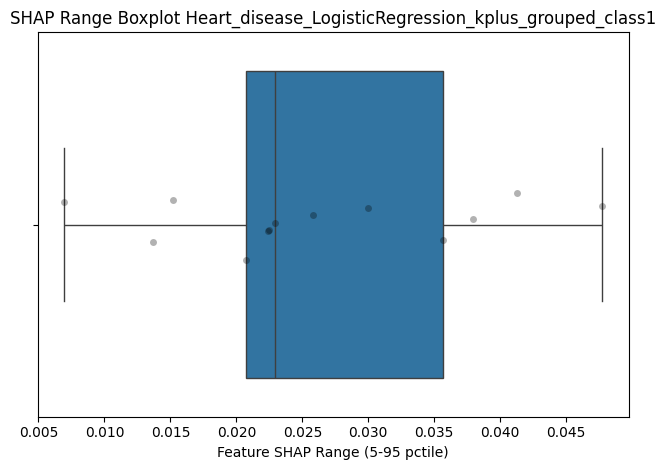 SHAP Range Boxplot Heart_disease_LogisticRegression_kplus_grouped_class1
0.005 0.010 0.015 0.020 0.025 0.030 0.035 0.040 0.045
Feature SHAP Range (5-95 pctile)